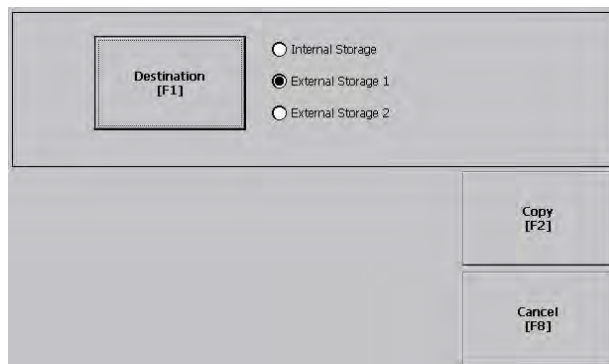 Destination
[F1]
Internal Storage
External Storage 1
External Storage 2
Copy
[F2]
Cancel
[F8]